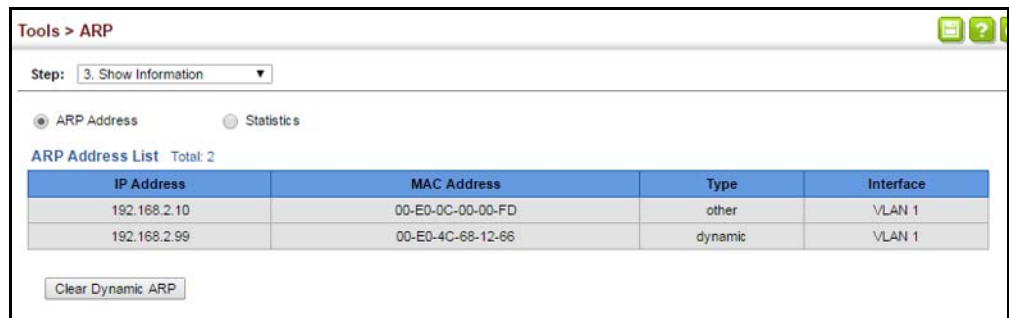 Tools > ARP
?
Step: 3. Show Information
ARP Address Statistics
ARP Address List Total: 2
IP Address MAC Address Type Interface
192.168.2.10 00-E0-0C-00-00-FD other VLAN 1
192.168.2.99 00-E0-4C-68-12-66 dynamic VLAN 1
Clear Dynamic ARP